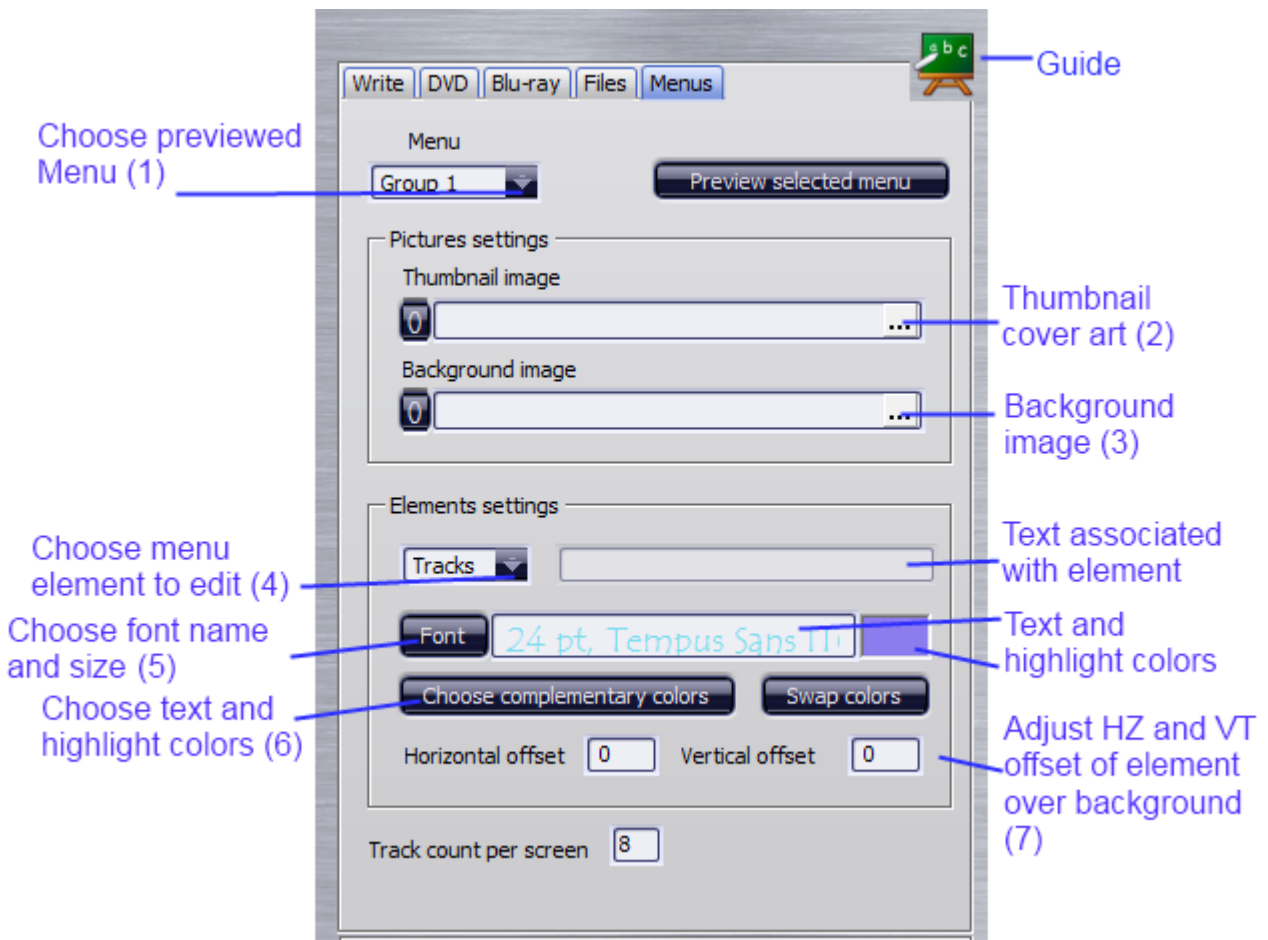 a b c
Guide
Write DVD Blu-ray Files Menus
Choose previewed
Menu (1)
Menu
Group 1
Preview selected menu
Pictures settings
Thumbnail image
0
...
Thumbnail
cover art (2)
Background image
0
...
Background
image (3)
Elements settings
Choose menu
element to edit (4)
Tracks
Text associated
with element
Choose font name
and size (5)
Font
24 pt, Tempus Sans
Text and
highlight colors
Choose text and
highlight colors (6)
Choose complementary colors
Swap colors
Horizontal offset
0
Vertical offset
0
Adjust HZ and VT
offset of element
over background
(7)
Track count per screen
8